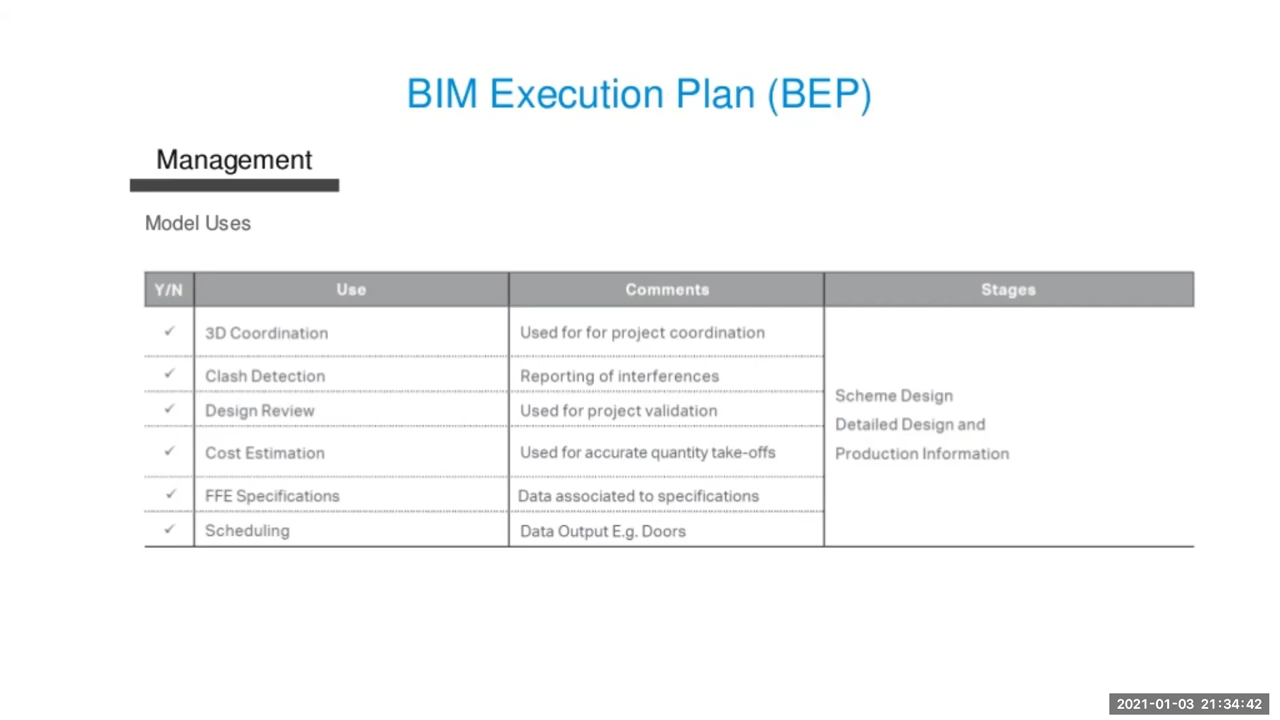 BIM Execution Plan (BEP)
Management
Model Uses
Y/N Use Comments Stages
✓ 3D Coordination Used for for project coordination
✓ Clash Detection Reporting of interferences
Scheme Design
✓ Design Review Used for project validation
Detailed Design and
✓ Cost Estimation Used for accurate quantity take-offs
Production Information
✓ FFE Specifications Data associated to specifications
✓ Scheduling Data Output E.g. Doors
2021-01-03 21:34:42